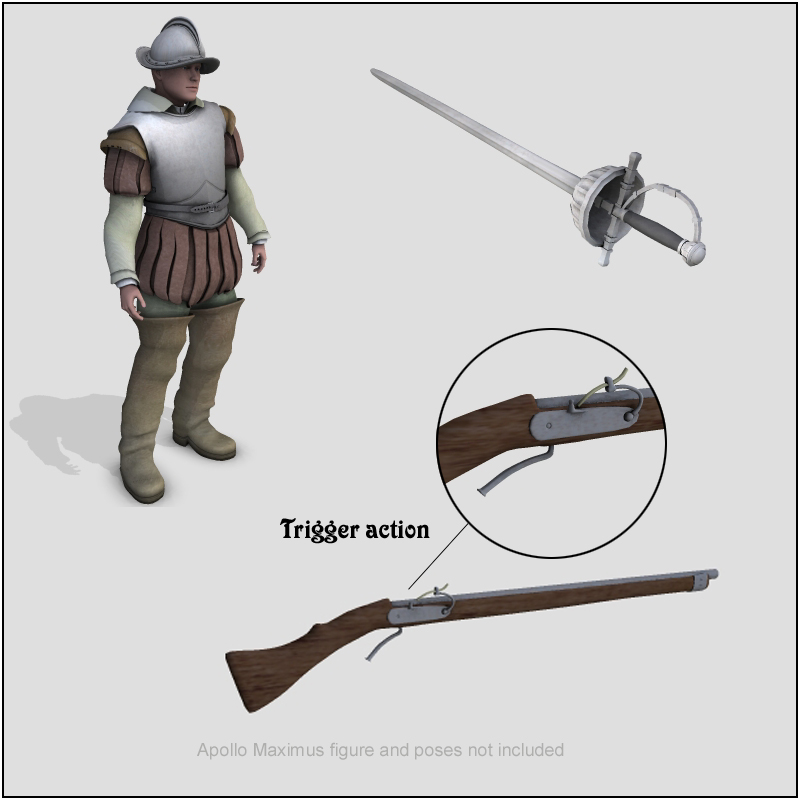 Trigger action
Apollo Maximus figure and poses not included